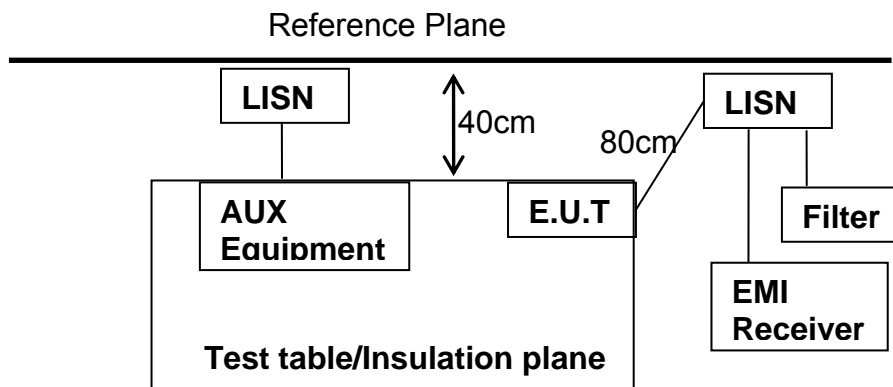 Reference Plane
LISN
40cm
80cm
LISN
AUX
Equipment
E.U.T
Filter
EMI
Receiver
Test table/Insulation plane